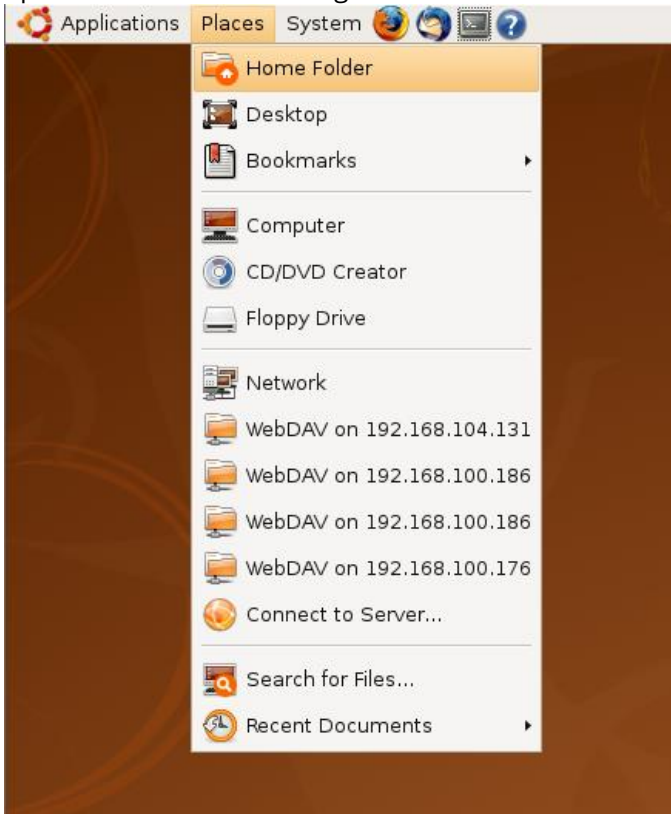 Applications Places System
Home Folder
Desktop
Bookmarks
Computer
CD/DVD Creator
Floppy Drive
Network
WebDAV on 192.168.104.131
WebDAV on 192.168.100.186
WebDAV on 192.168.100.186
WebDAV on 192.168.100.176
Connect to Server...
Search for Files...
Recent Documents